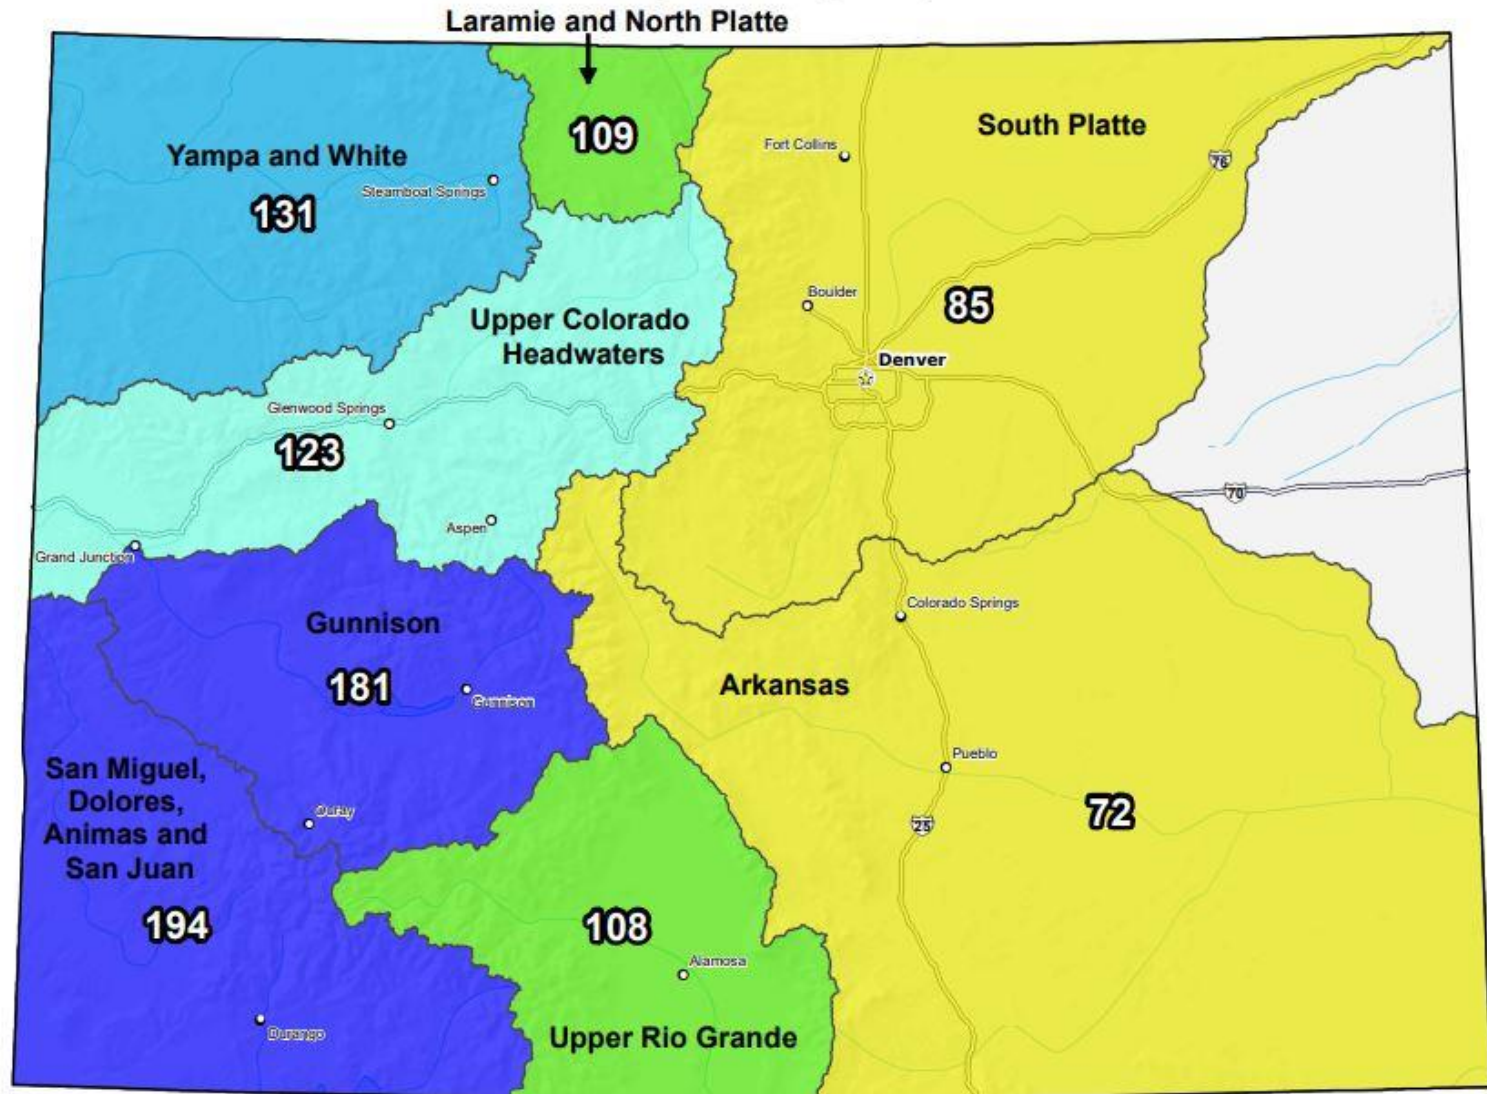 Laramie and North Platte
109
South Platte
Fort Collins
76
Yampa and White
Steamboat Springs
131
Boulder
85
Upper Colorado
Headwaters
Denver
Glenwood Springs
123
70
Aspen
Grand Junction
Colorado Springs
Gunnison
181
Gunnison
Arkansas
Pueblo
San Miguel,
Dolores,
Animas and
San Juan
Ouray
72
25
194
108
Alamosa
Durango
Upper Rio Grande